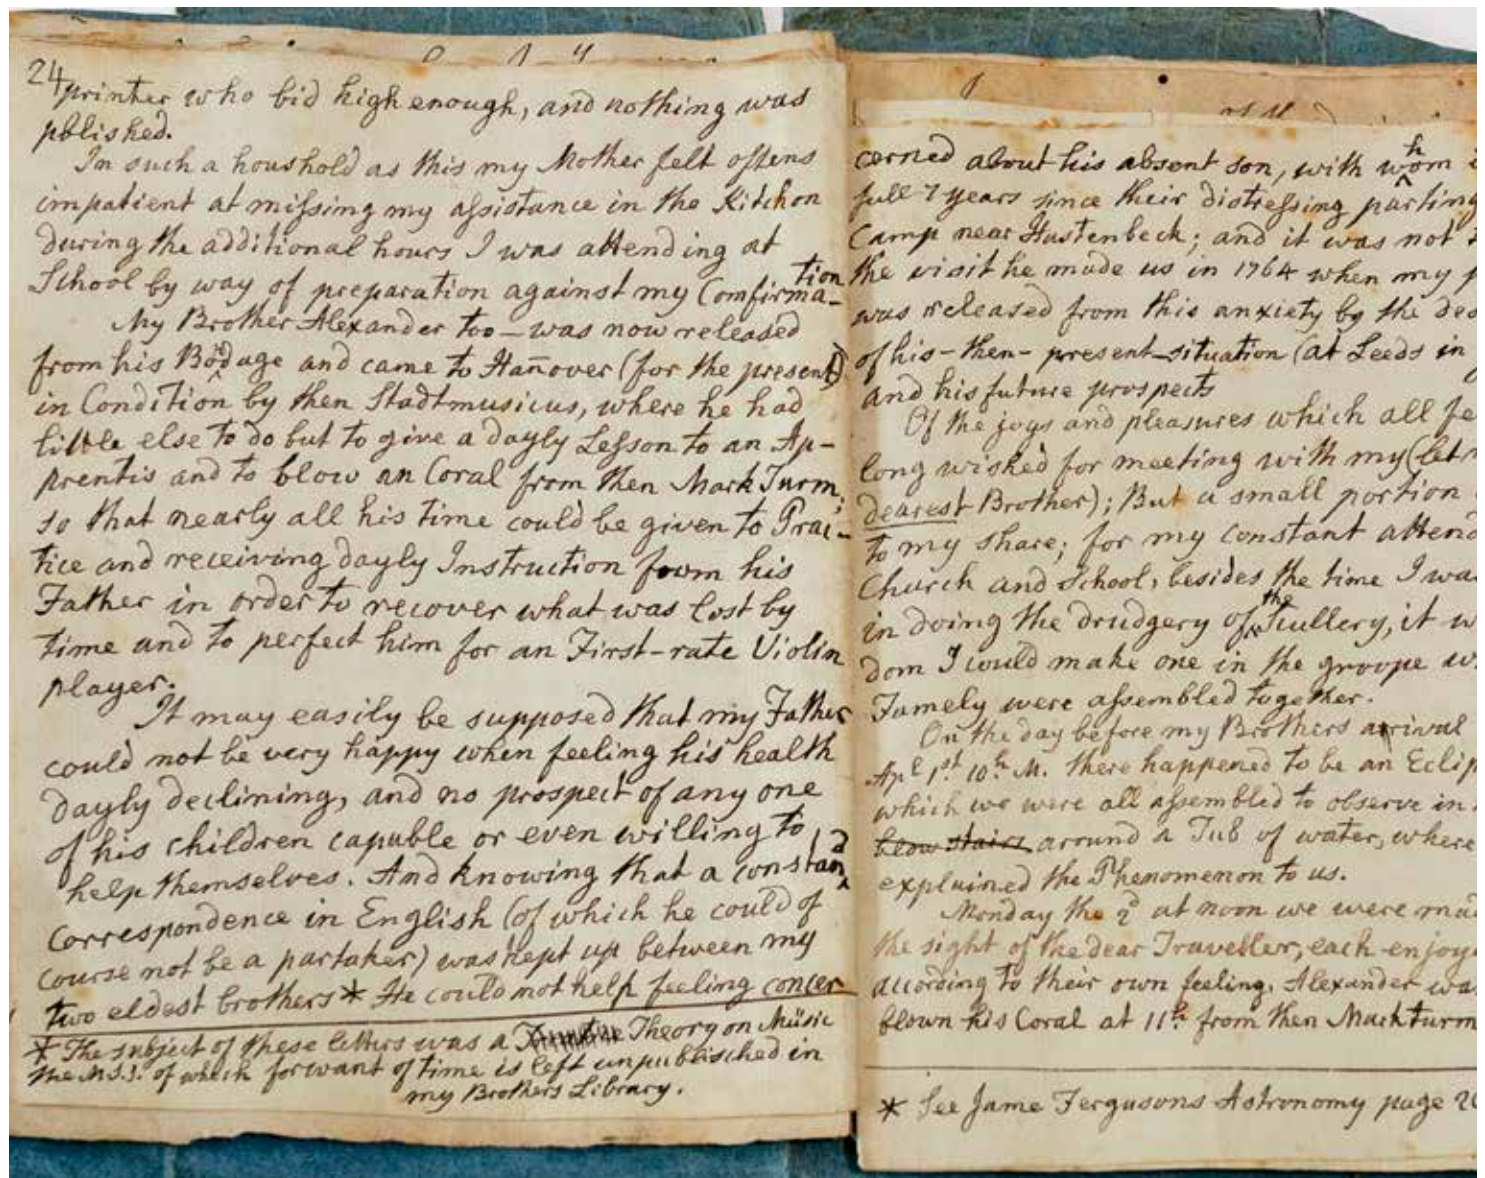 24
printer who bid high enough, and nothing was
pblished.
In such a houshold as this my Mother felt oftens
impatient at missing my assistance in the Kitchon
during the additional hours I was attending at
School by way of preparation against my Comfirma-
tion
My Brother Alexander too – was now released
from his Bodage and came to Hañover (for the present)
in Condition by then Stadtmusicus, where he had
little else to do but to give a dayly Lesson to an Ap-
prentis and to blow an Coral from then Mark Turm;
so that nearly all his time could be given to Prac-
tice and receiving dayly Instruction from his
Father in order to recover what was lost by
time and to perfect him for an First-rate Violin
player.
It may easily be supposed that my Father
could not be very happy when feeling his health
dayly declining, and no prospect of any one
of his children capable or even willing to
help themselves. And knowing that a constand
Correspondence in English (of which he could of
course not be a partaker) was kept up between my
two eldest brothers * He could not help feeling concer
* The subject of these letters was a Theory on Müsic
the M.S.S. of which for want of time is left unpublisched in
my Brothers Library.
cerned about his absent son, with whom
full 7 years since their distressing parting
Camp near Hastenbeck; and it was not
the visit he made us in 1764 when my
was released from this anxiety by the
of his – then – present – situation (at Leeds in
and his future prospects
Of the joys and pleasures which all
long wished for meeting with my (let
dearest Brother); But a small portion
to my share; for my constant
Church and School, besides the time I
in doing the drudgery of the Scullery, it
dom I would make one in the groope
Famely were assembled together.
On the day before my Brothers arrival
Apl 1st 10h M. there happened to be an
which we were all assembled to observe in
below stairs around a Tub of water, where
explained the Phenomenon to us.
Monday the 2d at noon we were
the sight of the dear Traveller, each
according to their own feeling. Alexander
blown his Coral at 11h from then Markturm
* See Jame Fergusons Astronomy page